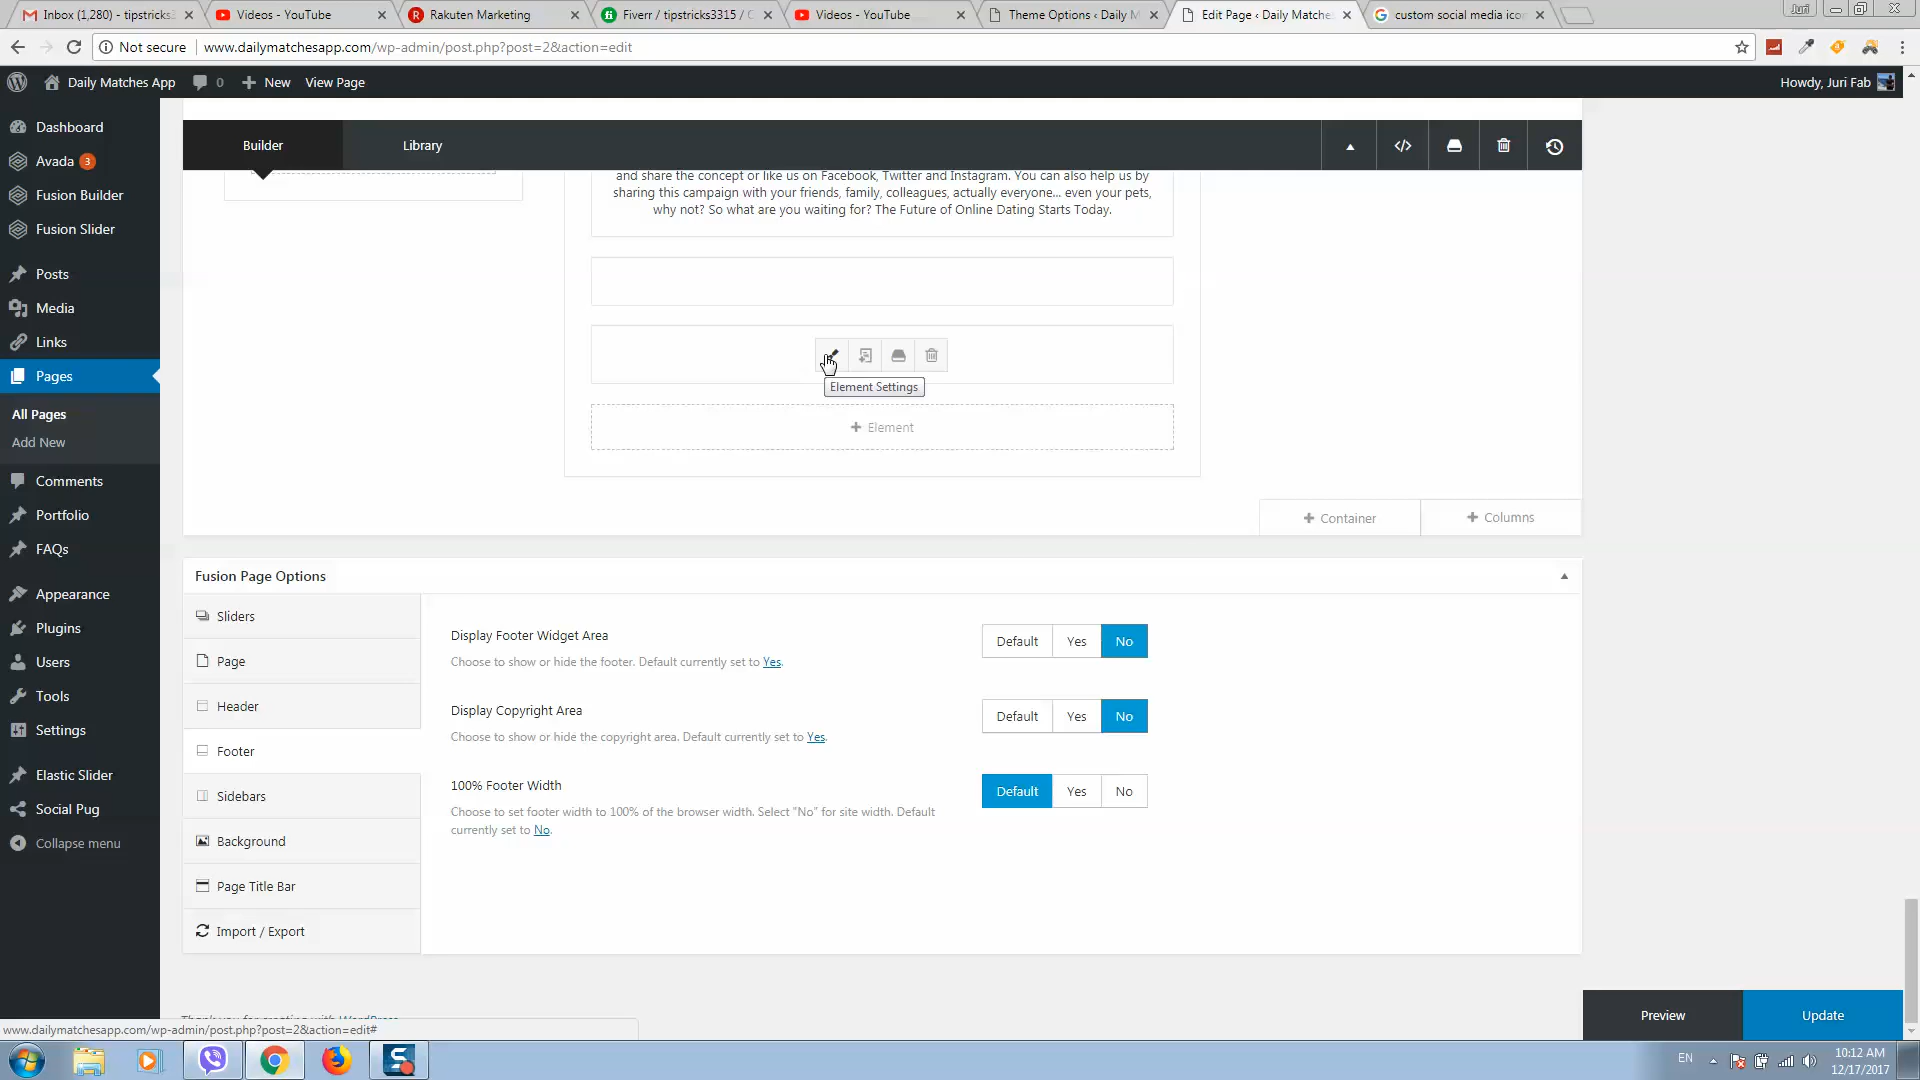 Inbox (1,280) - tipstricks3
Videos - YouTube
Rakuten Marketing
Fiverr / tipstricks3315 / C
Videos - YouTube
Theme Options ‹ Daily M
Edit Page ‹ Daily Matche
custom social media ico
Juri
Not secure
www.dailymatchesapp.com/wp-admin/post.php?post=2&action=edit
Daily Matches App
0
New
View Page
Howdy, Juri Fab
Dashboard
Avada 3
Fusion Builder
Fusion Slider
Posts
Media
Links
Pages
All Pages
Add New
Comments
Portfolio
FAQs
Appearance
Plugins
Users
Tools
Settings
Elastic Slider
Social Pug
Collapse menu
Builder
Library
and share the concept or like us on Facebook, Twitter and Instagram. You can also help us by
sharing this campaign with your friends, family, colleagues, actually everyone... even your pets,
why not? So what are you waiting for? The Future of Online Dating Starts Today.
Element Settings
+ Element
+ Container
+ Columns
Fusion Page Options
Sliders
Page
Header
Footer
Sidebars
Background
Page Title Bar
Import / Export
Display Footer Widget Area
Choose to show or hide the footer. Default currently set to Yes.
Default Yes No
Display Copyright Area
Choose to show or hide the copyright area. Default currently set to Yes.
Default Yes No
100% Footer Width
Choose to set footer width to 100% of the browser width. Select "No" for site width. Default
currently set to No.
Default Yes No
Preview
Update
www.dailymatchesapp.com/wp-admin/post.php?post=2&action=edit#
EN
10:12 AM
12/17/2017